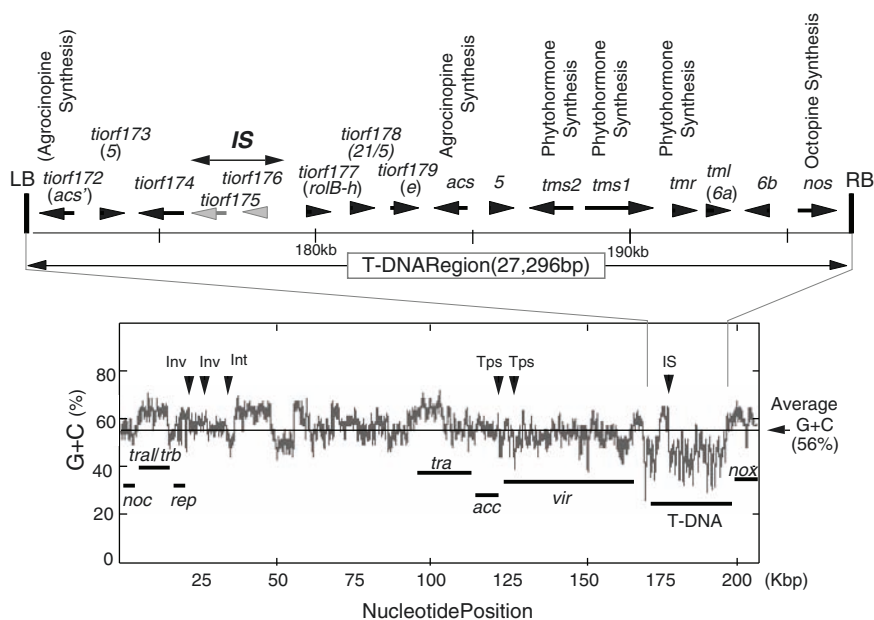 (Agrocinopine
Synthesis)
Agrocinopine
Synthesis
Phytohormone
Synthesis
Phytohormone
Synthesis
Phytohormone
Synthesis
Octopine Synthesis
tiorf173
(5)
IS
tiorf178
(21/5)
LB
tiorf172
(acs')
tiorf174
tiorf176
tiorf175
tiorf177
(rolB-h)
tiorf179
(e)
acs
5
tms2
tms1
tmr
tml
(6a)
6b
nos
RB
180kb
190kb
T-DNARegion(27,296bp)
Inv
Inv
Int
Tps
Tps
IS
80
60
40
20
0
G+C (%)
Average
G+C
(56%)
traI/trb
noc
rep
tra
acc
vir
T-DNA
nox
25
50
75
100
125
150
175
200
(Kbp)
NucleotidePosition